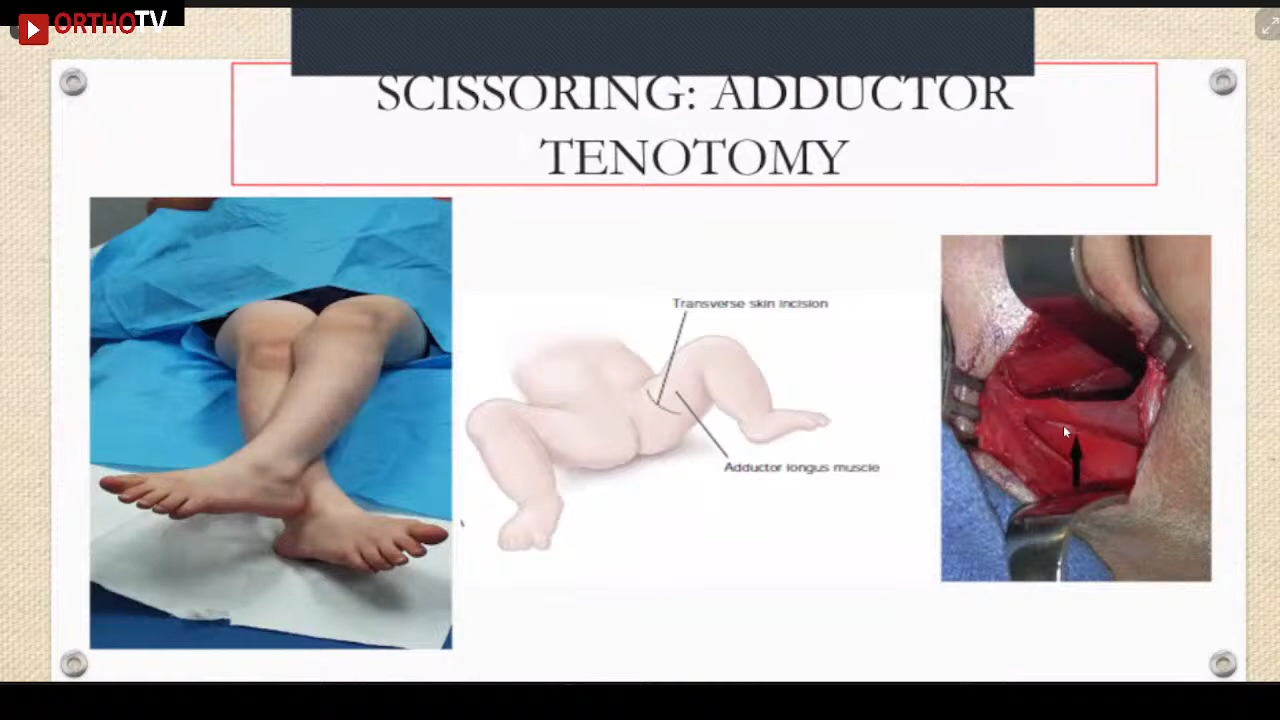 ORTHOTV
SCISSORING: ADDUCTOR
TENOTOMY
Transverse skin incision
Adductor longus muscle